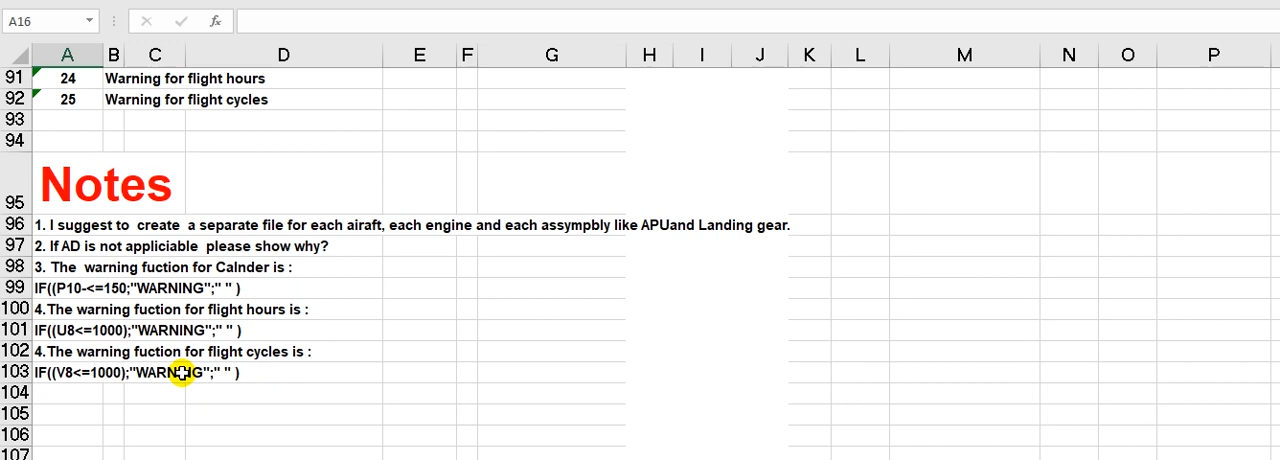 A16
fx
A B C D E F G H I J K L M N O P
91 24 Warning for flight hours
92 25 Warning for flight cycles
93
94
95 Notes
96 1. I suggest to create a separate file for each airaft, each engine and each assympbly like APUand Landing gear.
97 2. If AD is not appliciable please show why?
98 3. The warning fuction for Calnder is :
99 IF((P10-<=150;"WARNING";" " )
100 4.The warning fuction for flight hours is :
101 IF((U8<=1000);"WARNING";" " )
102 4.The warning fuction for flight cycles is :
103 IF((V8<=1000);"WARNING";" " )
104
105
106
107